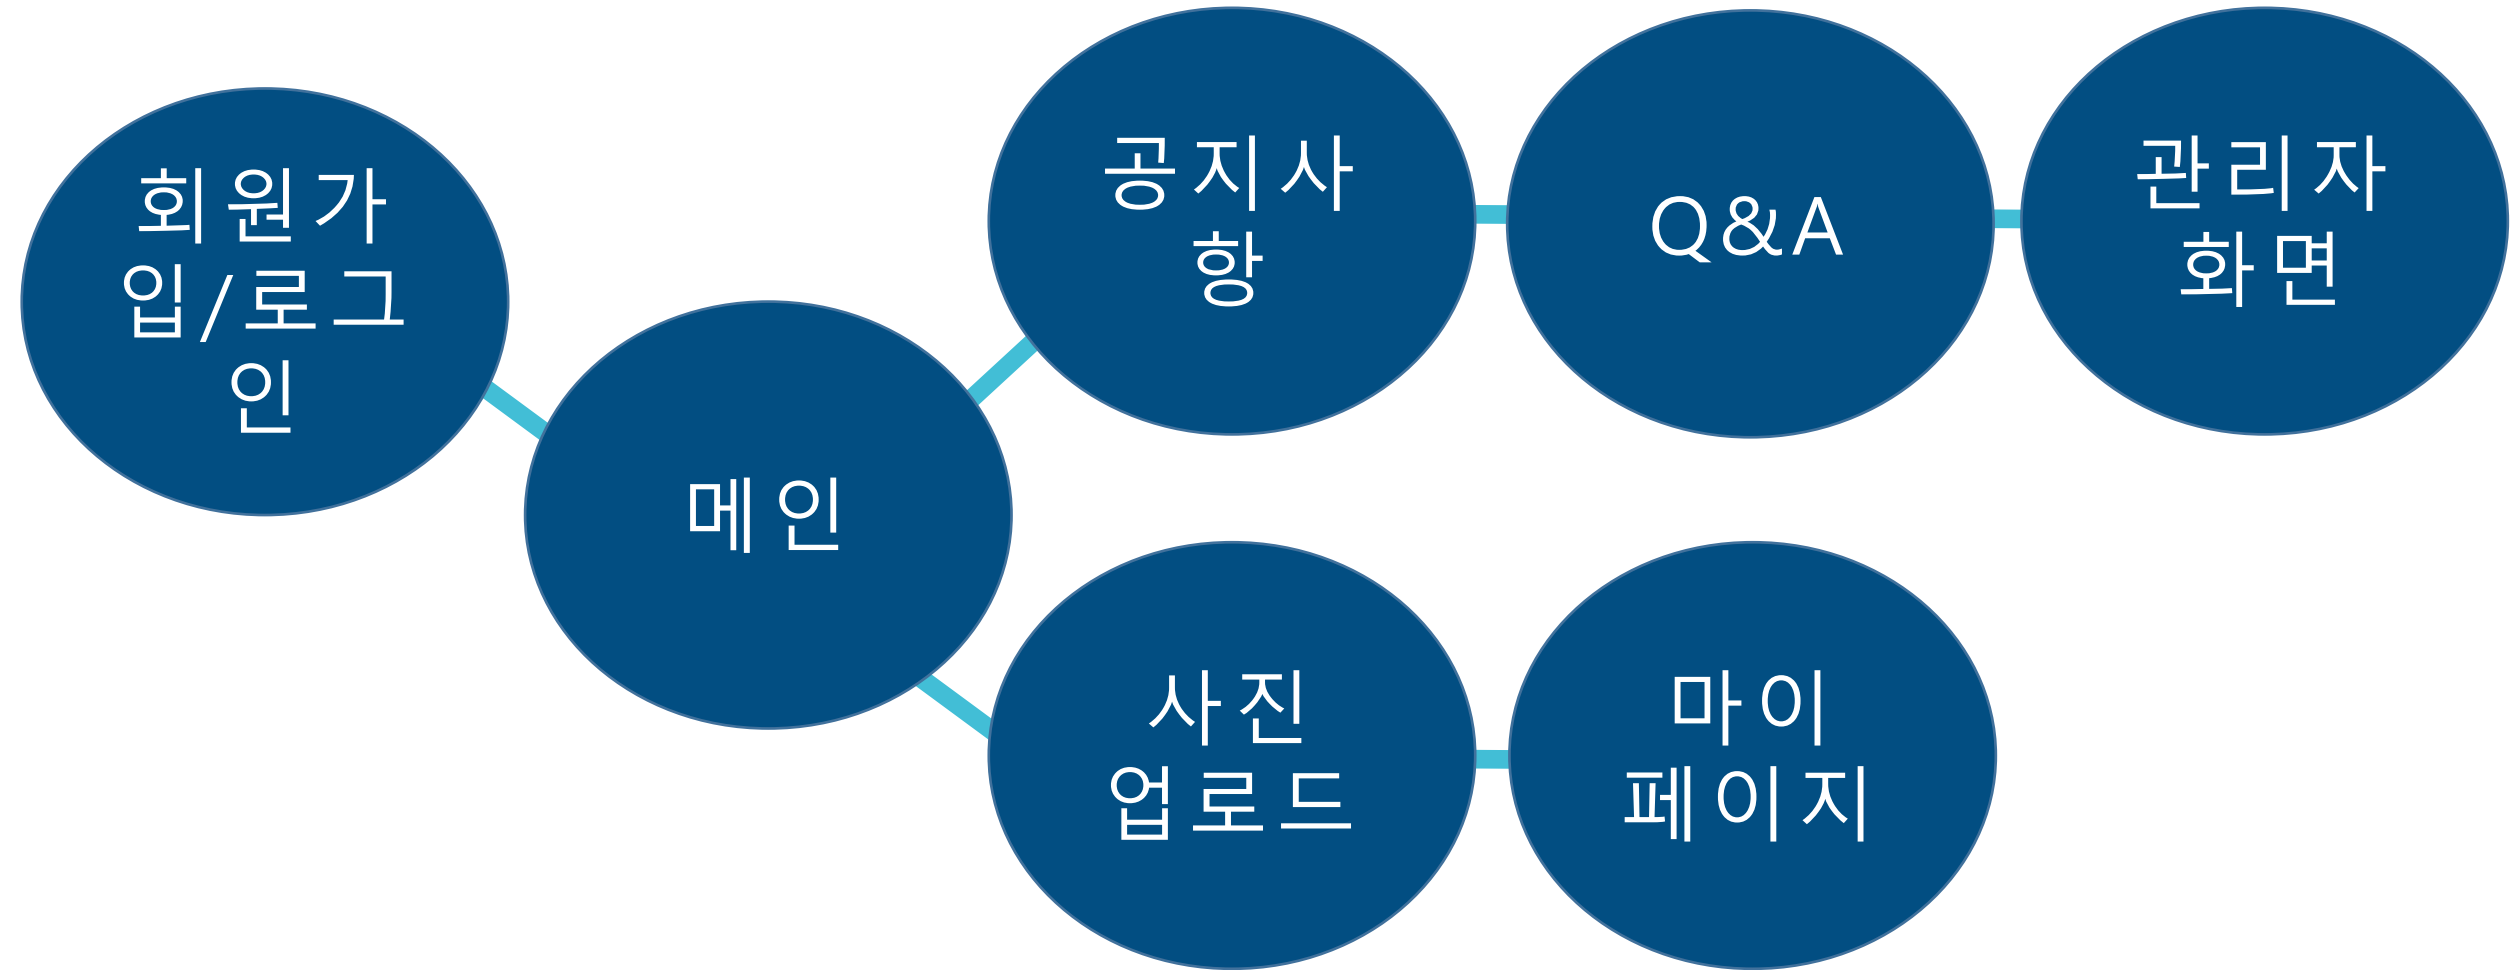 회원가
입/로그
인
메인
공지사
항
Q&A
관리자
화면
사진
업로드
마이
페이지